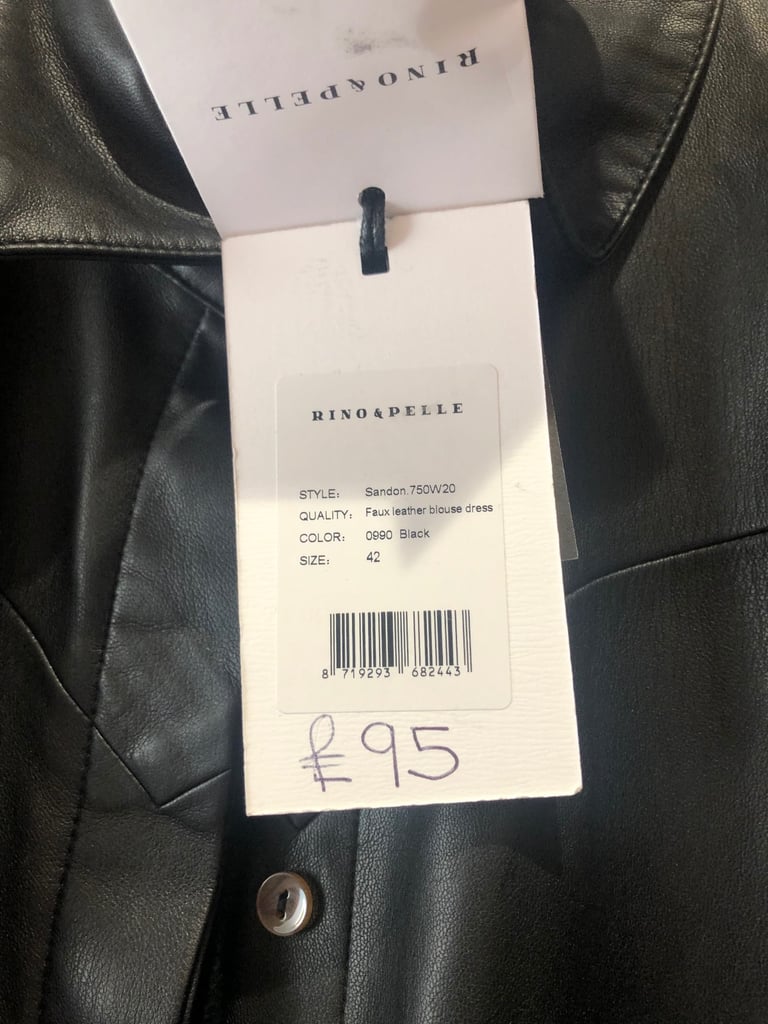 RINO&PELLE
RINO&PELLE
STYLE: Sandon.750W20
QUALITY: Faux leather blouse dress
COLOR: 0990 Black
SIZE: 42
8 719293 682443
£95